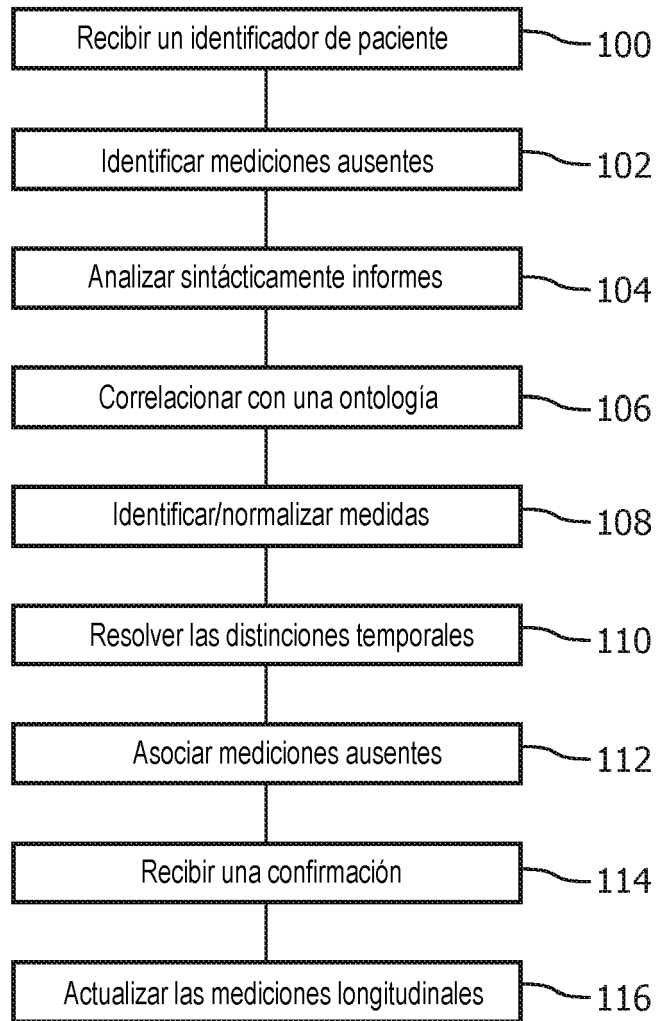 Recibir un identificador de paciente 100
Identificar mediciones ausentes 102
Analizar sintácticamente informes 104
Correlacionar con una ontología 106
Identificar/normalizar medidas 108
Resolver las distinciones temporales 110
Asociar mediciones ausentes 112
Recibir una confirmación 114
Actualizar las mediciones longitudinales 116